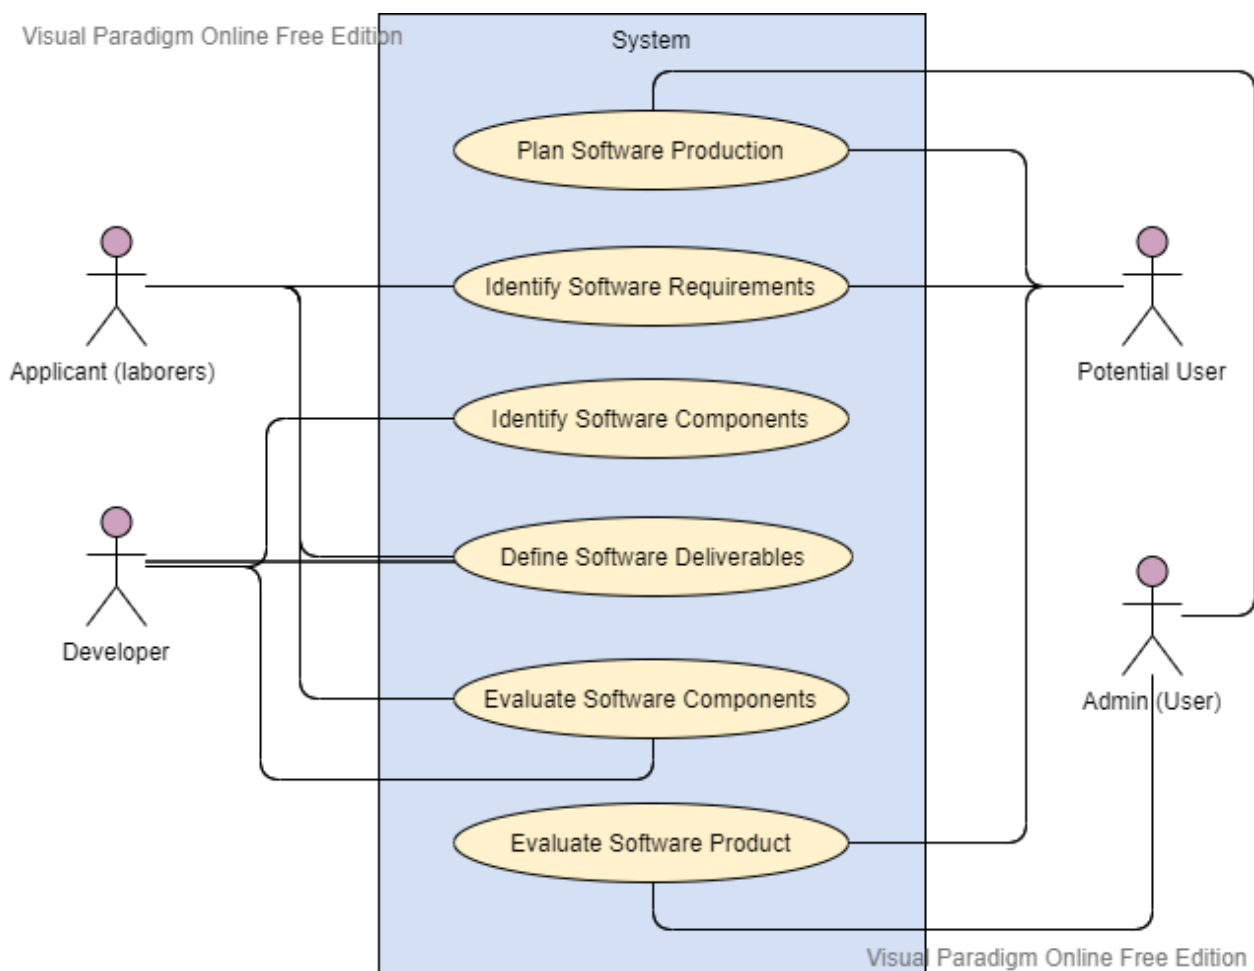 Visual Paradigm Online Free Edition
System
Plan Software Production
Identify Software Requirements
Applicant (laborers)
Potential User
Identify Software Components
Define Software Deliverables
Developer
Evaluate Software Components
Admin (User)
Evaluate Software Product
Visual Paradigm Online Free Edition